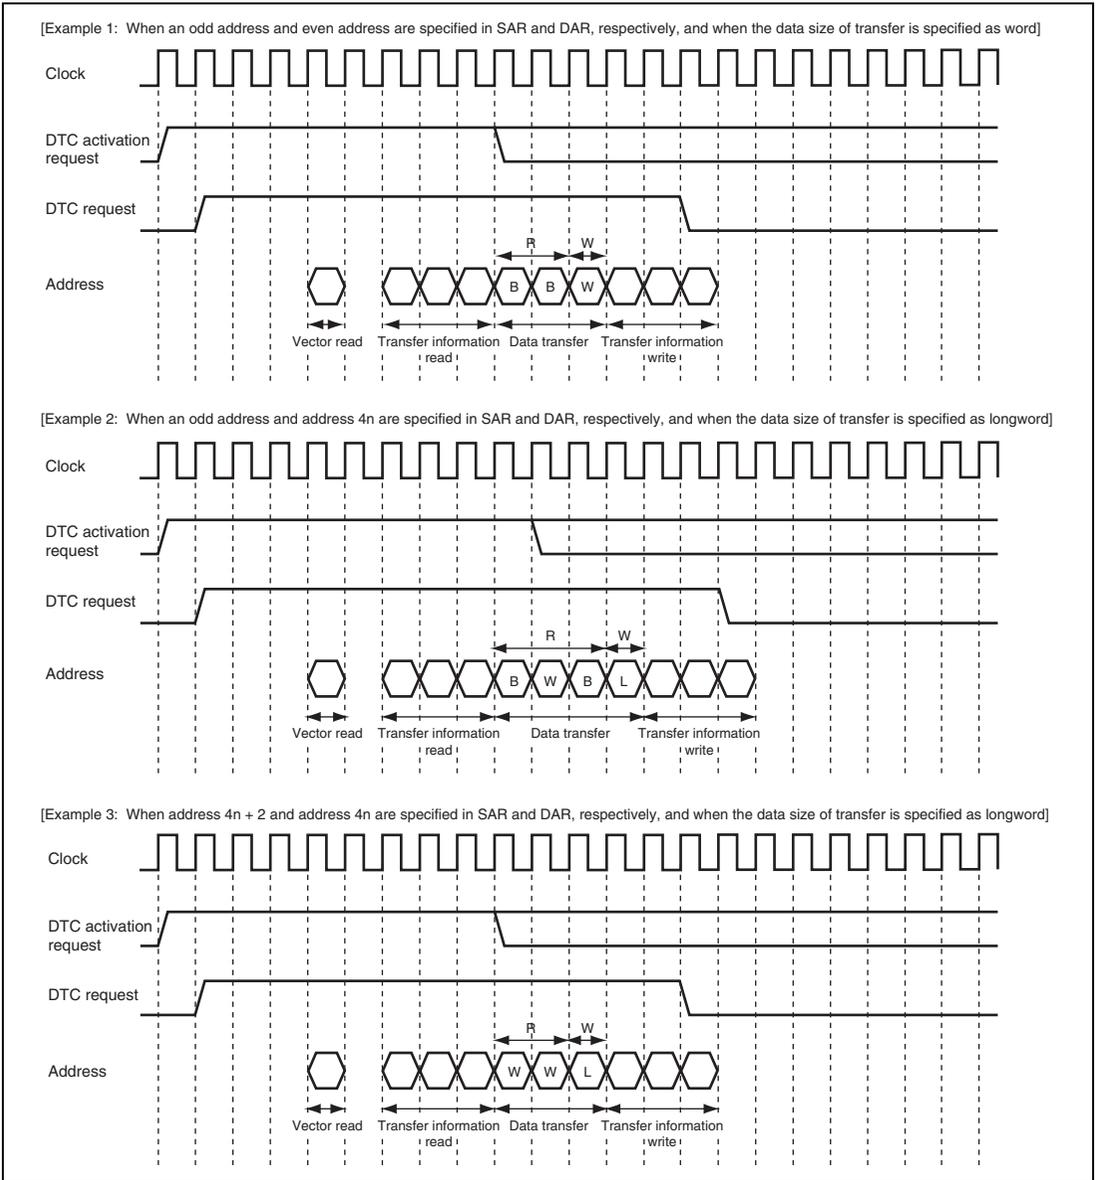 [Example 1: When an odd address and even address are specified in SAR and DAR, respectively, and when the data size of transfer is specified as word]
Clock
DTC activation
request
DTC request
R W
Address
B B W
Vector read Transfer information Data transfer Transfer information
read write
[Example 2: When an odd address and address 4n are specified in SAR and DAR, respectively, and when the data size of transfer is specified as longword]
Clock
DTC activation
request
DTC request
R W
Address
B W B L
Vector read Transfer information Data transfer Transfer information
read write
[Example 3: When address 4n + 2 and address 4n are specified in SAR and DAR, respectively, and when the data size of transfer is specified as longword]
Clock
DTC activation
request
DTC request
R W
Address
W W L
Vector read Transfer information Data transfer Transfer information
read write